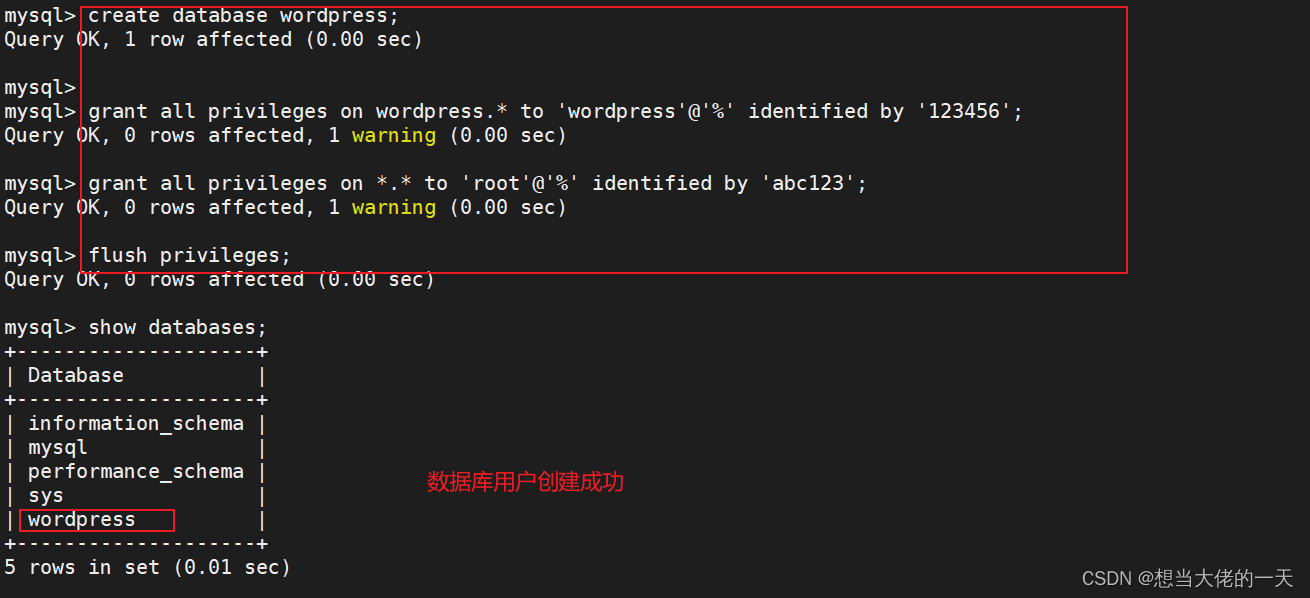 mysql> create database wordpress;
Query OK, 1 row affected (0.00 sec)
mysql>
mysql> grant all privileges on wordpress.* to 'wordpress'@'%' identified by '123456';
Query OK, 0 rows affected, 1 warning (0.00 sec)
mysql> grant all privileges on *.* to 'root'@'%' identified by 'abc123';
Query OK, 0 rows affected, 1 warning (0.00 sec)
mysql> flush privileges;
Query OK, 0 rows affected (0.00 sec)
mysql> show databases;
+--------------------+
| Database           |
+--------------------+
| information_schema |
| mysql              |
| performance_schema |
| sys                |
| wordpress          |
+--------------------+
5 rows in set (0.01 sec)
数据库用户创建成功
CSDN @想当大佬的一天